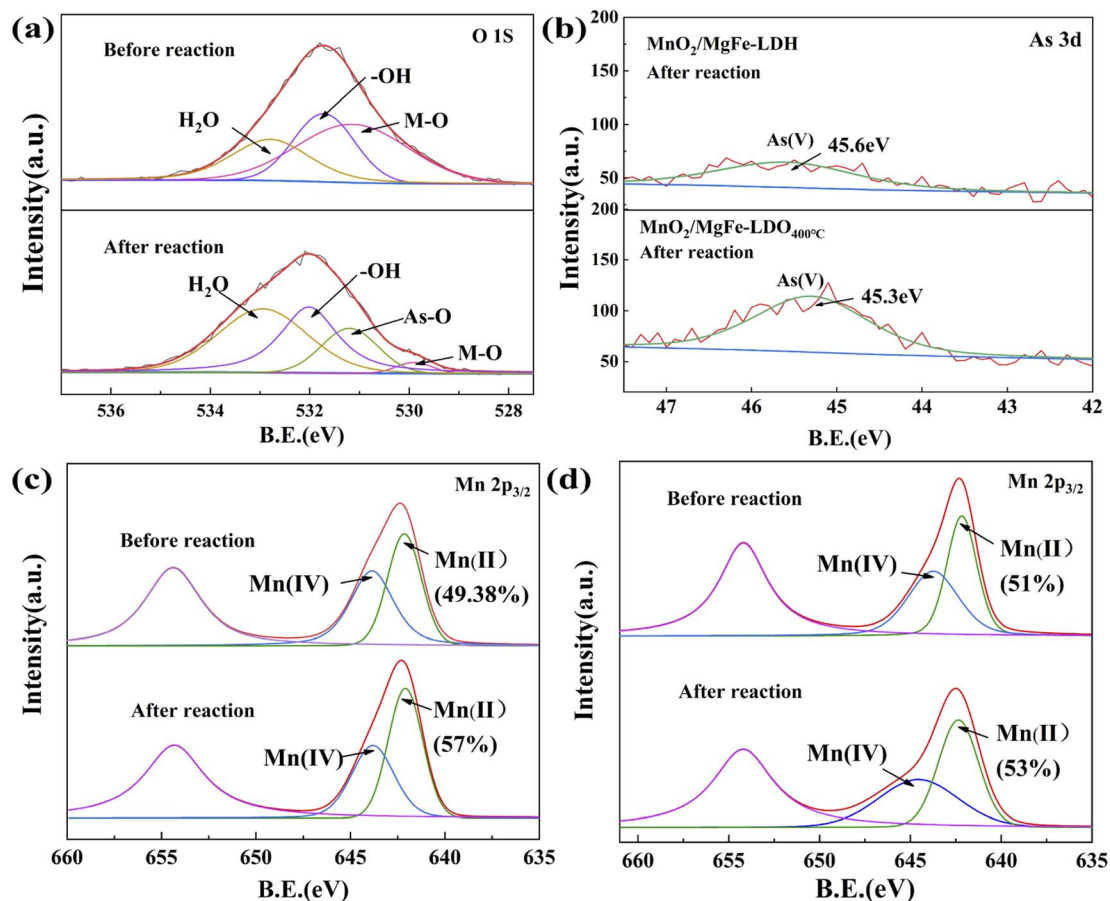 (a)
O 1S
Before reaction
-OH
H₂O
M-O
After reaction
-OH
H₂O
As-O
M-O
Intensity(a.u.)
536 534 532 530 528
B.E.(eV)
(b)
As 3d
200
150
100
50
MnO₂/MgFe-LDH
After reaction
As(V)
45.6eV
200
150
100
50
MnO₂/MgFe-LDO₄₀₀℃
After reaction
As(V)
45.3eV
Intensity(a.u.)
47 46 45 44 43 42
B.E.(eV)
(c)
Mn 2p₃/₂
Before reaction
Mn(IV)
Mn(II)
(49.38%)
After reaction
Mn(IV)
Mn(II)
(57%)
Intensity(a.u.)
660 655 650 645 640 635
B.E.(eV)
(d)
Mn 2p₃/₂
Before reaction
Mn(IV)
Mn(II)
(51%)
After reaction
Mn(IV)
Mn(II)
(53%)
Intensity(a.u.)
660 655 650 645 640 635
B.E.(eV)